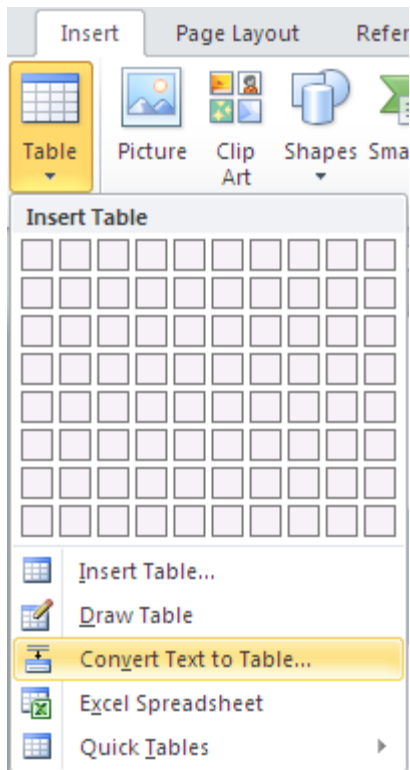 Insert Page Layout
Table Picture Clip Art Shapes
Insert Table
Insert Table...
Draw Table
Convert Text to Table...
Excel Spreadsheet
Quick Tables